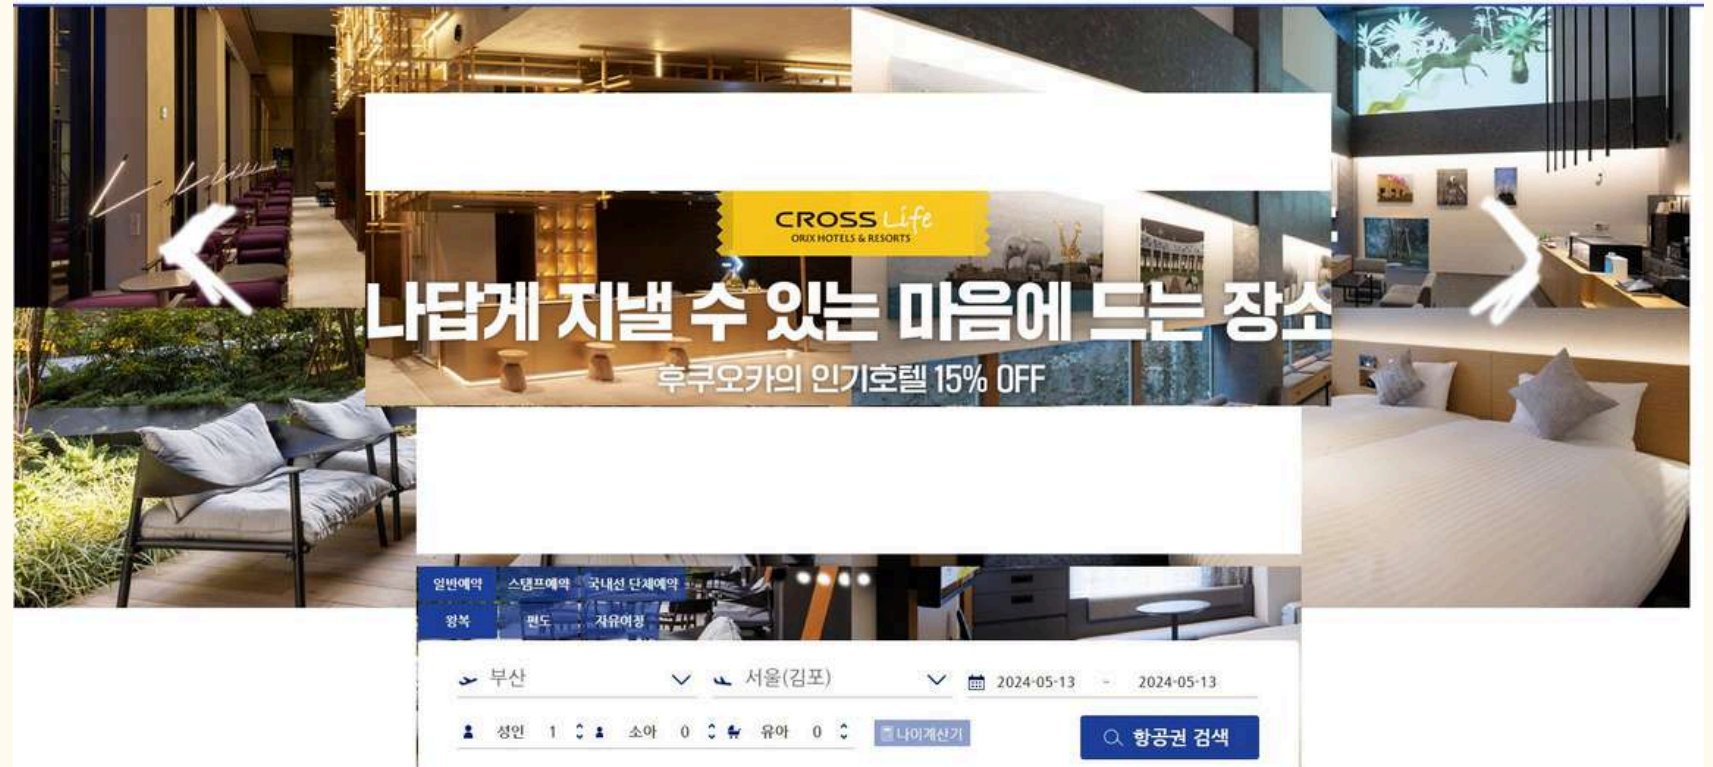 CROSS Life
ORIX HOTELS & RESORTS
나답게 지낼 수 있는 마음에 드는 장소
후쿠오카의 인기호텔 15% OFF
일반예약 스탬프예약 국내선 단체예약
왕복 편도 자유여정
부산 서울(김포) 2024-05-13 - 2024-05-13
성인 1 소아 0 유아 0 나이계산기 항공권 검색